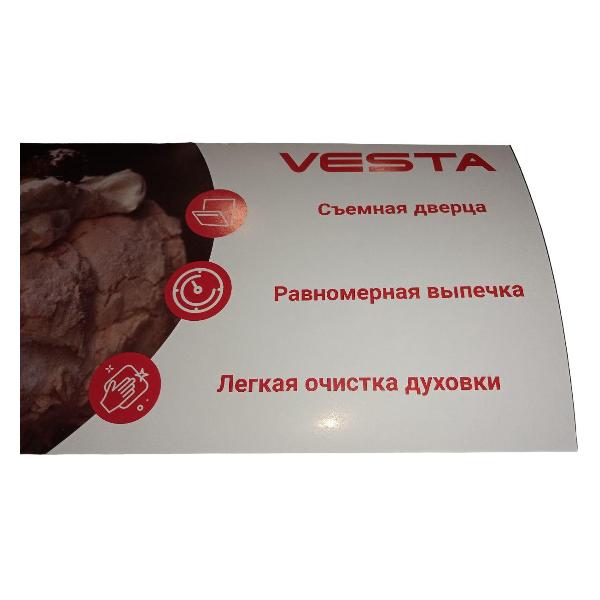 VESTA
Съемная дверца
Равномерная выпечка
Легкая очистка духовки